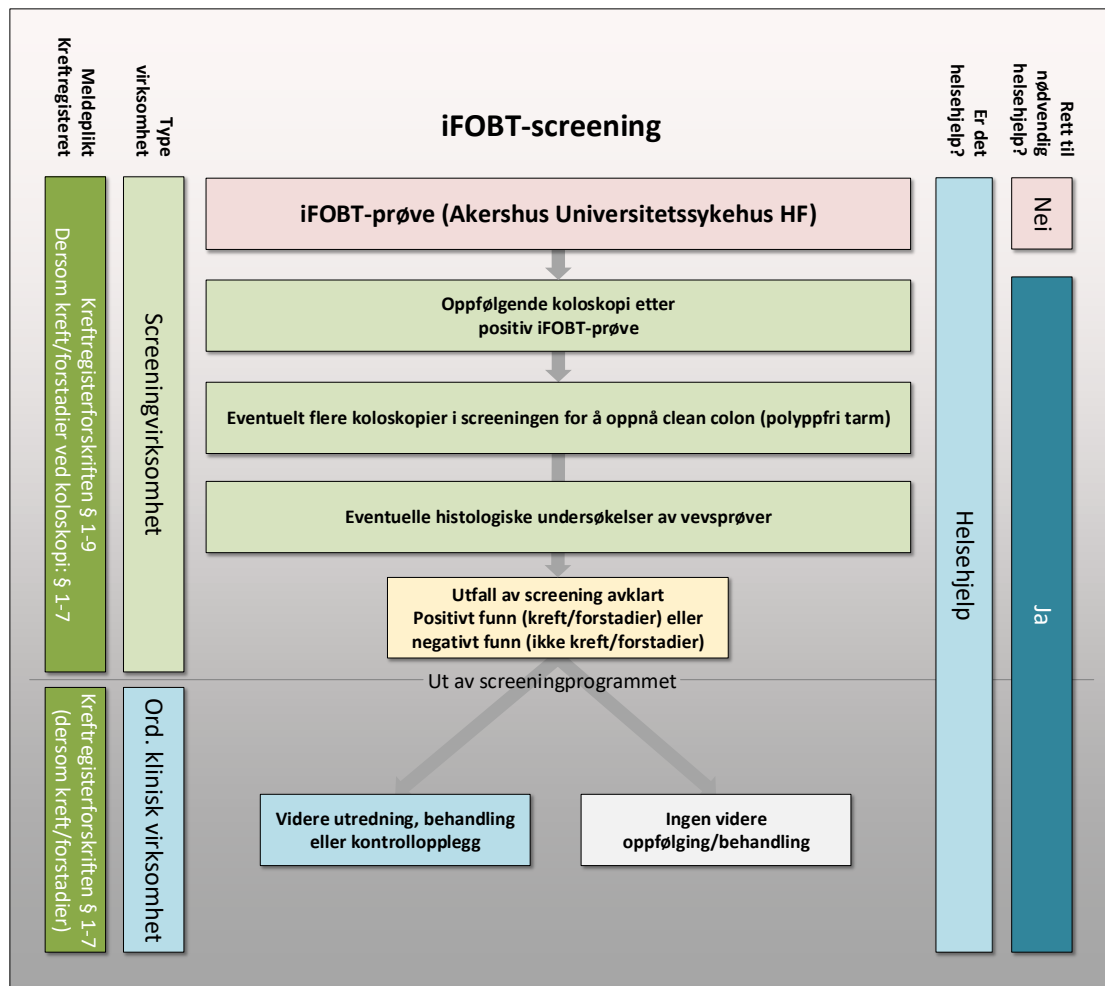 Meldeplikt
Kreftregisteret
Type
virksomhet
iFOBT-screening
Er det
helsehjelp?
Rett til
nødvendig
helsehjelp?
Kreftregisterforskriften § 1-9
Dersom kreft/forstadier ved koloskopi: § 1-7
Screeningvirksomhet
iFOBT-prøve (Akershus Universitetssykehus HF)
Oppfølgende koloskopi etter
positiv iFOBT-prøve
Eventuelt flere koloskopier i screeningen for å oppnå clean colon (polyppfri tarm)
Eventuelle histologiske undersøkelser av vevsprøver
Utfall av screening avklart
Positivt funn (kreft/forstadier) eller
negativt funn (ikke kreft/forstadier)
Ut av screeningprogrammet
Kreftregisterforskriften § 1-7
(dersom kreft/forstadier)
Ord. klinisk virksomhet
Videre utredning, behandling
eller kontrollopplegg
Ingen videre
oppfølging/behandling
Helsehjelp
Nei
Ja